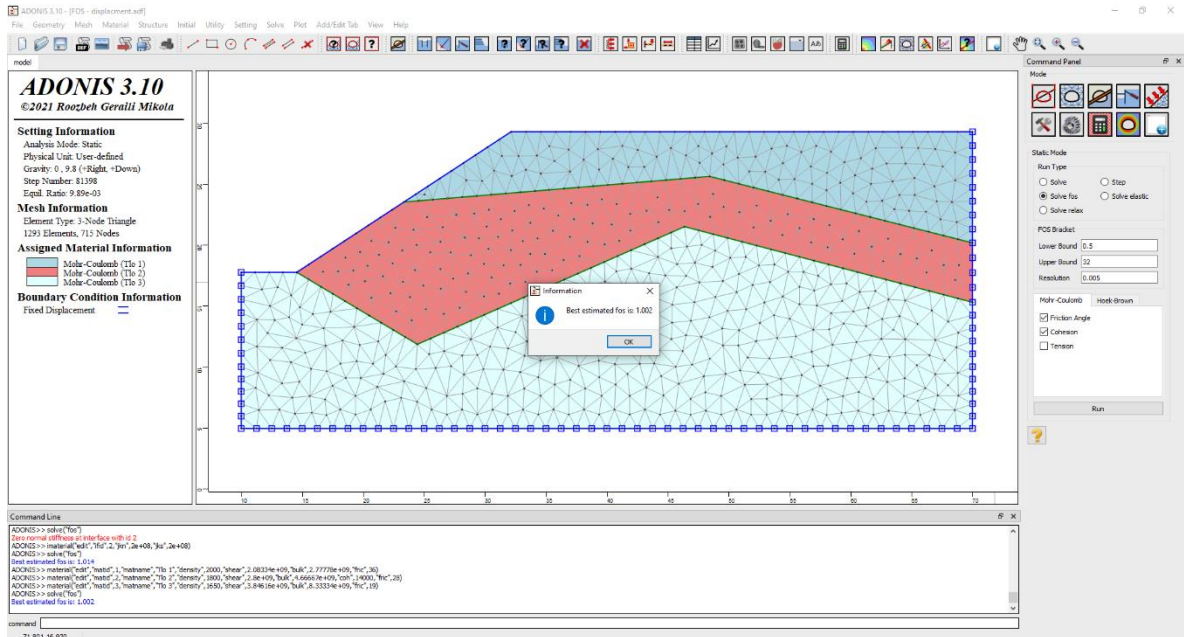 ADONIS 3.10 - [FOS - displacment.adf]
File Geometry Mesh Material Structure Initial Utility Setting Solve Plot Add/Edit Tab View Help
model
ADONIS 3.10
©2021 Roozbeh Geraili Mikola
Setting Information
Analysis Mode: Static
Physical Unit: User-defined
Gravity: 0 , 9.8 (+Right, +Down)
Step Number: 81398
Equil. Ratio: 9.89e-03
Mesh Information
Element Type: 3-Node Triangle
1293 Elements, 715 Nodes
Assigned Material Information
Mohr-Coulomb (Tlo 1)
Mohr-Coulomb (Tlo 2)
Mohr-Coulomb (Tlo 3)
Boundary Condition Information
Fixed Displacement
30
25
20
15
10
5
0
10 15 20 25 30 35 40 45 50 55 60 65 70
Information
Best estimated fos is: 1.002
OK
Command Panel
Mode
Static Mode
Run Type
Solve
Step
Solve fos
Solve elastic
Solve relax
FOS Bracket
Lower Bound 0.5
Upper Bound 32
Resolution 0.005
Mohr-Coulomb
Hoek-Brown
Friction Angle
Cohesion
Tension
Run
Command Line
ADONIS>> solve("fos")
Zero normal stiffness at interface with id 2
ADONIS>> imaterial("edit","ifid",2,"jkn",2e+08,"jks",2e+08)
ADONIS>> solve("fos")
Best estimated fos is: 1.014
ADONIS>> material("edit","matid",1,"matname","Tlo 1","density",2000,"shear",2.08334e+09,"bulk",2.77778e+09,"fric",36)
ADONIS>> material("edit","matid",2,"matname","Tlo 2","density",1800,"shear",2.8e+09,"bulk",4.66667e+09,"coh",14000,"fric",28)
ADONIS>> material("edit","matid",3,"matname","Tlo 3","density",1650,"shear",3.84616e+09,"bulk",8.33334e+09,"fric",19)
ADONIS>> solve("fos")
Best estimated fos is: 1.002
command